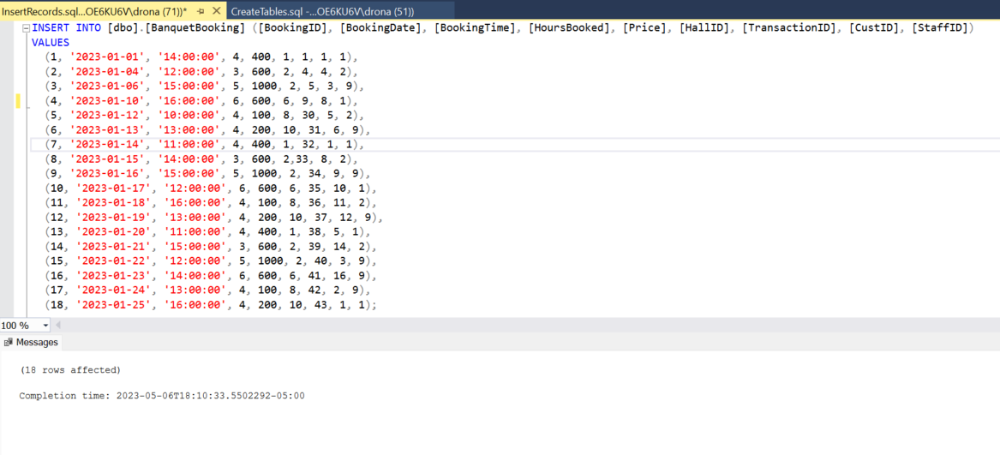 InsertRecords.sql...OE6KU6V\drona (71))* CreateTables.sql -...OE6KU6V\drona (51))
INSERT INTO [dbo].[BanquetBooking] ([BookingID], [BookingDate], [BookingTime], [HoursBooked], [Price], [HallID], [TransactionID], [CustID], [StaffID])
VALUES
(1, '2023-01-01', '14:00:00', 4, 400, 1, 1, 1, 1),
(2, '2023-01-04', '12:00:00', 3, 600, 2, 4, 4, 2),
(3, '2023-01-06', '15:00:00', 5, 1000, 2, 5, 3, 9),
(4, '2023-01-10', '16:00:00', 6, 600, 6, 9, 8, 1),
(5, '2023-01-12', '10:00:00', 4, 100, 8, 30, 5, 2),
(6, '2023-01-13', '13:00:00', 4, 200, 10, 31, 6, 9),
(7, '2023-01-14', '11:00:00', 4, 400, 1, 32, 1, 1),
(8, '2023-01-15', '14:00:00', 3, 600, 2,33, 8, 2),
(9, '2023-01-16', '15:00:00', 5, 1000, 2, 34, 9, 9),
(10, '2023-01-17', '12:00:00', 6, 600, 6, 35, 10, 1),
(11, '2023-01-18', '16:00:00', 4, 100, 8, 36, 11, 2),
(12, '2023-01-19', '13:00:00', 4, 200, 10, 37, 12, 9),
(13, '2023-01-20', '11:00:00', 4, 400, 1, 38, 5, 1),
(14, '2023-01-21', '15:00:00', 3, 600, 2, 39, 14, 2),
(15, '2023-01-22', '12:00:00', 5, 1000, 2, 40, 3, 9),
(16, '2023-01-23', '14:00:00', 6, 600, 6, 41, 16, 9),
(17, '2023-01-24', '13:00:00', 4, 100, 8, 42, 2, 9),
(18, '2023-01-25', '16:00:00', 4, 200, 10, 43, 1, 1);
100 %
Messages
(18 rows affected)
Completion time: 2023-05-06T18:10:33.5502292-05:00